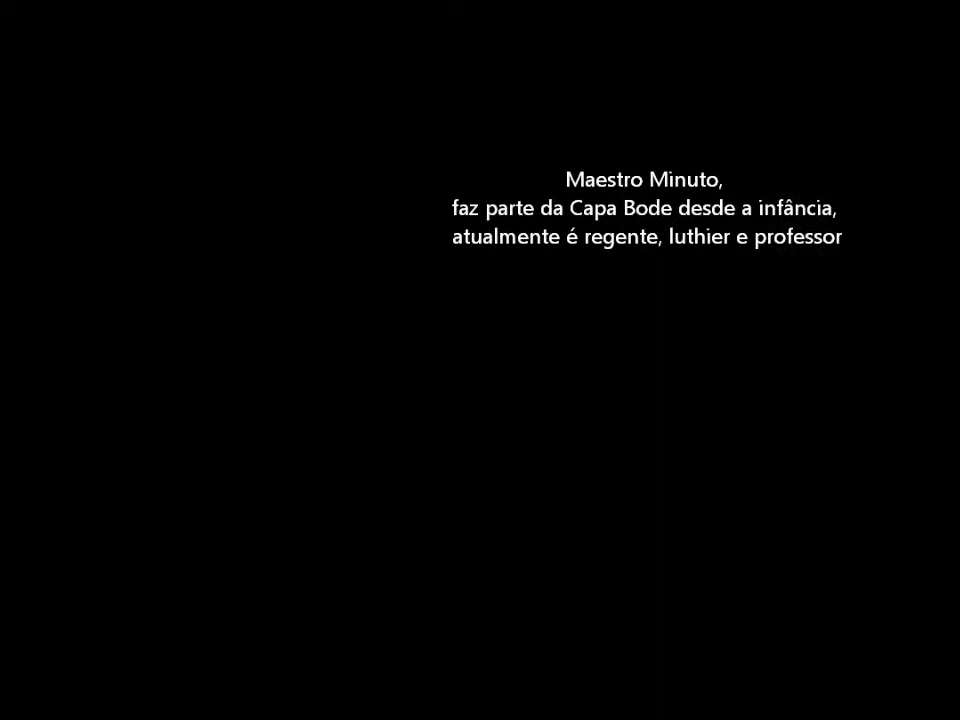 Maestro Minuto,
faz parte da Capa Bode desde a infância,
atualmente é regente, luthier e professor